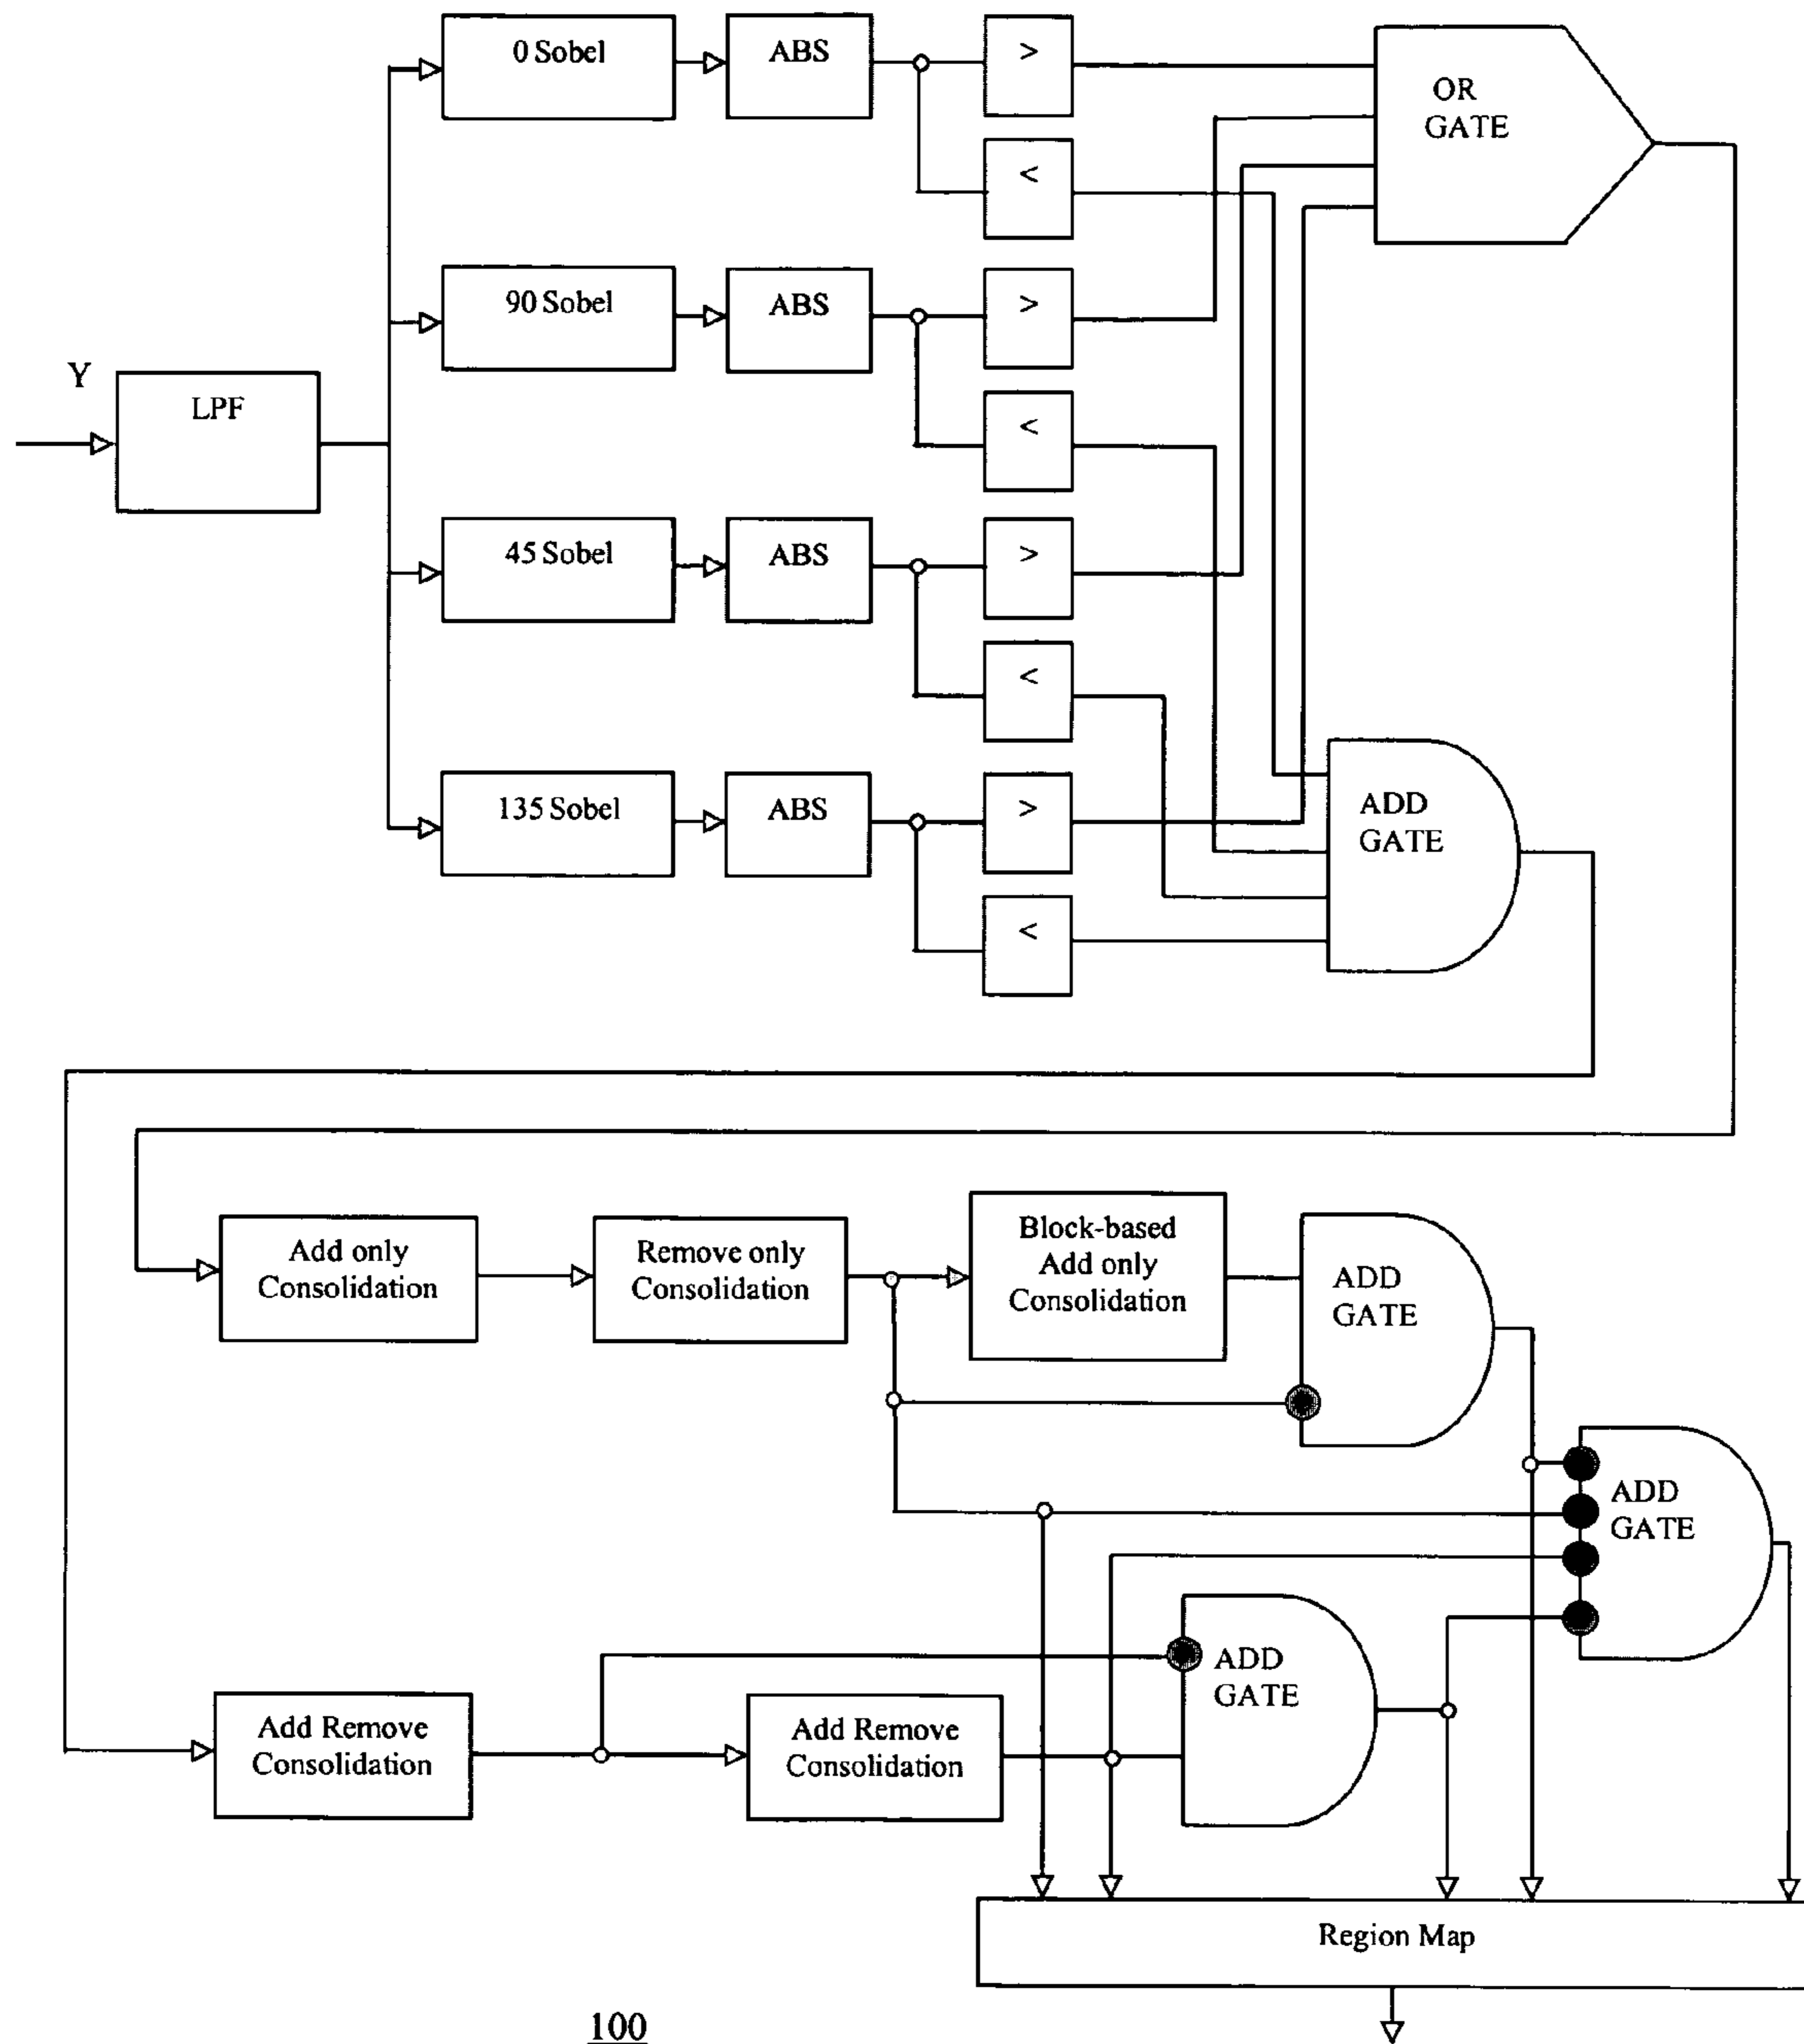 0 Sobel
ABS
>
OR
GATE
<
90 Sobel
ABS
>
Y
LPF
<
45 Sobel
ABS
>
<
135 Sobel
ABS
>
ADD
GATE
<
Add only
Consolidation
Remove only
Consolidation
Block-based
Add only
Consolidation
ADD
GATE
ADD
GATE
ADD
GATE
Add Remove
Consolidation
Add Remove
Consolidation
Region Map
100